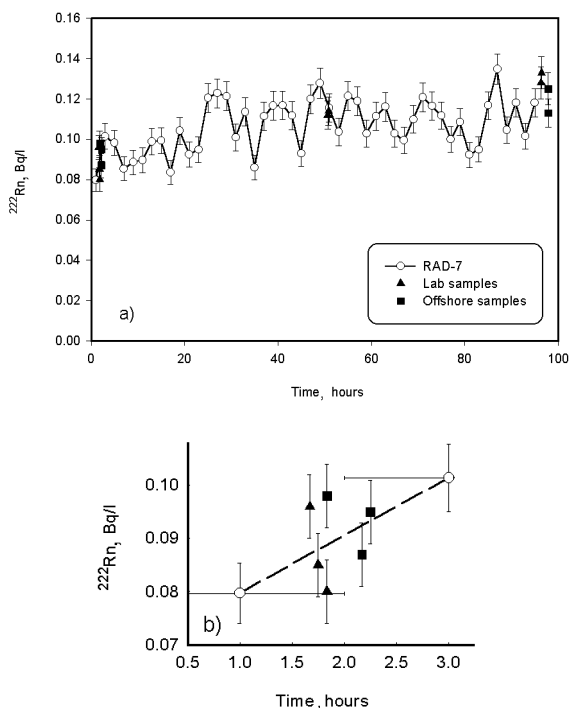 0.16
0.14
0.12
0.10
0.08
0.06
0.04
0.02
0.00
²²²Rn, Bq/l
a)
RAD-7
Lab samples
Offshore samples
0 20 40 60 80 100
Time, hours
0.10
0.09
0.08
0.07
²²²Rn, Bq/l
b)
0.5 1.0 1.5 2.0 2.5 3.0
Time, hours